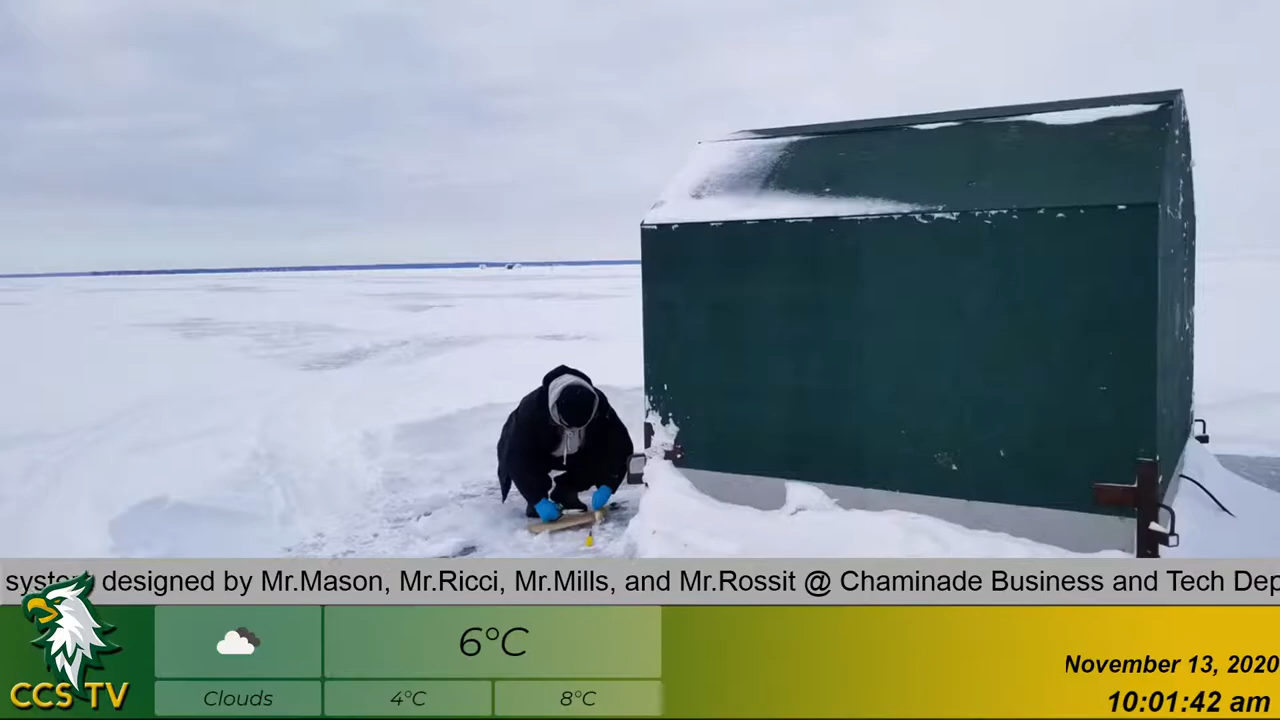 system designed by Mr.Mason, Mr.Ricci, Mr.Mills, and Mr.Rossit @ Chaminade Business and Tech
6°C
November 13, 2020
CCS TV
Clouds
4°C
8°C
10:01:42 am